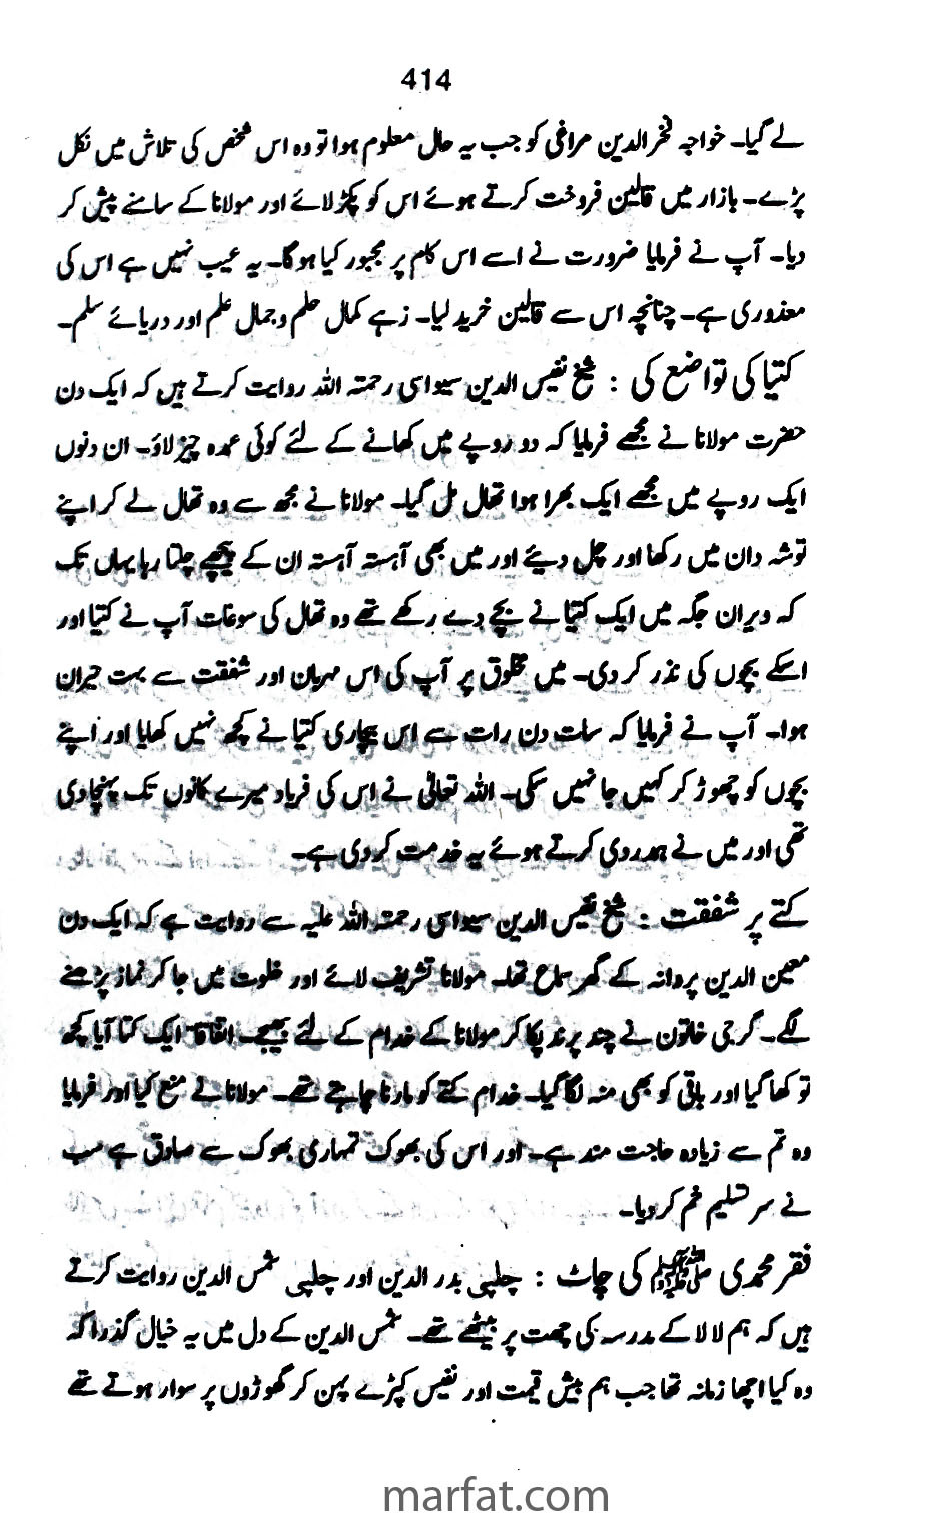 414
لے گیا۔ خواجہ فخرالدین مراغی کو جب یہ حال معلوم ہوا تو وہ اس شخص کی تلاش میں نکل
پڑے۔ بازار میں قالین فروخت کرتے ہوئے اس کو پکڑ لائے اور مولانا کے سامنے پیش کر
دیا۔ آپ نے فرمایا ضرورت نے اسے اس کام پر مجبور کیا ہوگا۔ یہ عیب نہیں ہے اس کی
معذوری ہے۔ چنانچہ اس سے قالین خرید لیا۔ زہے کمال حلم و جمال علم اور دریائے سلم۔
کتیا کی تواضع کی : شیخ نفیس الدین سیواسی رحمتہ اللہ روایت کرتے ہیں کہ ایک دن
حضرت مولانا نے مجھے فرمایا کہ دو روپے میں کھانے کے لئے کوئی عمدہ چیز لاؤ۔ ان دنوں
ایک روپے میں مجھے ایک بھرا ہوا تھال مل گیا۔ مولانا نے مجھ سے وہ تھال لے کر اپنے
توشہ دان میں رکھا اور چل دیئے اور میں بھی آہستہ آہستہ ان کے پیچھے چلتا رہا یہاں تک
کہ ویران جگہ میں ایک کتیا نے بچے دے رکھے تھے وہ تھال کی سوغات آپ نے کتیا اور
اسکے بچوں کی نذر کر دی۔ میں مخلوق پر آپ کی اس مہربان اور شفقت سے بہت حیران
ہوا۔ آپ نے فرمایا کہ سات دن رات سے اس بیچاری کتیا نے کچھ نہیں کھایا اور اپنے
بچوں کو چھوڑ کر کہیں جا نہیں سکی۔ اللہ تعالیٰ نے اس کی فریاد میرے کانوں تک پہنچا دی
تھی اور میں نے ہمدردی کرتے ہوئے یہ خدمت کر دی ہے۔
کتے پر شفقت : شیخ نفیس الدین سیواسی رحمتہ اللہ علیہ سے روایت ہے کہ ایک دن
معین الدین پروانہ کے گھر سماع تھا۔ مولانا تشریف لائے اور خلوت میں جا کر نماز پڑھنے
لگے۔ گرجی خاتون نے چند پرند پکا کر مولانا کے خدام کے لئے بھیجے۔ اتفاقا ایک کتا آیا کچھ
تو کھا گیا اور باقی کو بھی منہ لگا گیا۔ خدام کتے کو مارنا چاہتے تھے۔ مولانا نے منع کیا اور فرمایا
وہ تم سے زیادہ حاجت مند ہے۔ اور اس کی بھوک تمہاری بھوک سے صادق ہے سب
نے سر تسلیم خم کر دیا۔
فقر محمدی ﷺ کی چاٹ : چلپی بدر الدین اور چلپی شمس الدین روایت کرتے
ہیں کہ ہم لالا کے مدرسہ کی چھت پر بیٹھے تھے۔ شمس الدین کے دل میں یہ خیال گذرا کہ
وہ کیا اچھا زمانہ تھا جب ہم بیش قیمت اور نفیس کپڑے پہن کر گھوڑوں پر سوار ہوتے تھے
marfat.com